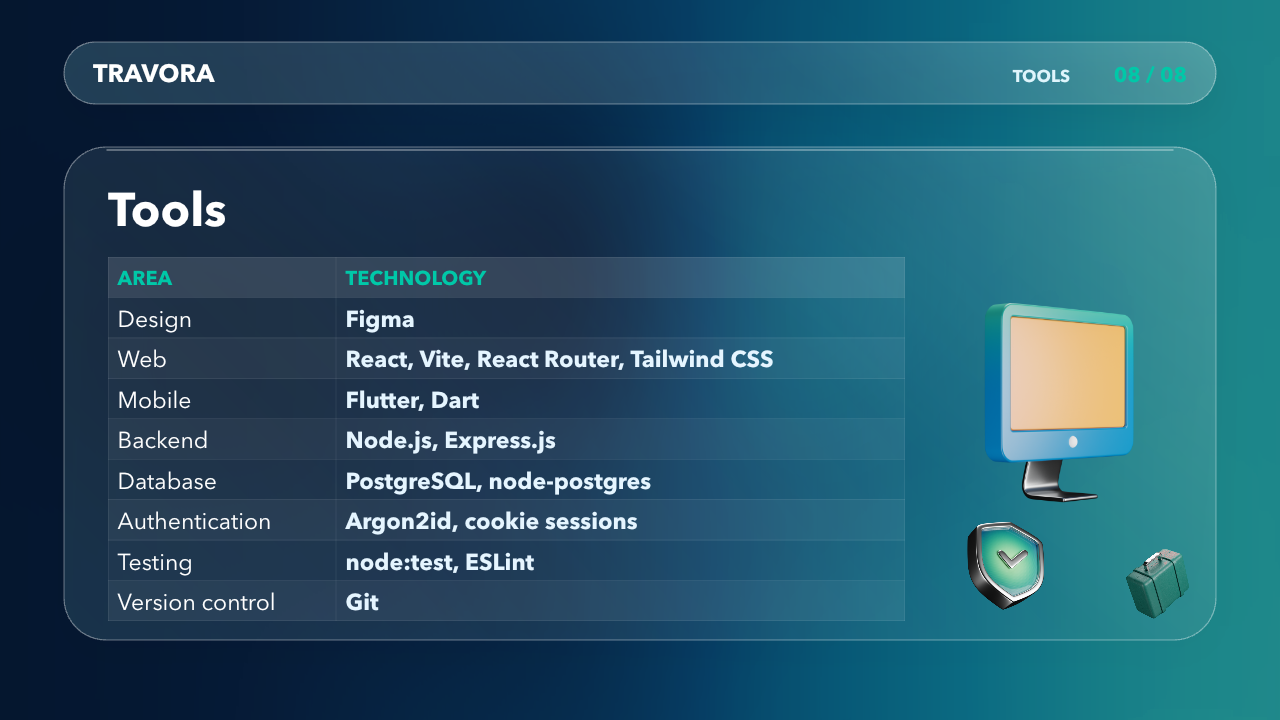 TRAVORA
TOOLS 08 / 08
Tools
AREA TECHNOLOGY
Design Figma
Web React, Vite, React Router, Tailwind CSS
Mobile Flutter, Dart
Backend Node.js, Express.js
Database PostgreSQL, node-postgres
Authentication Argon2id, cookie sessions
Testing node:test, ESLint
Version control Git